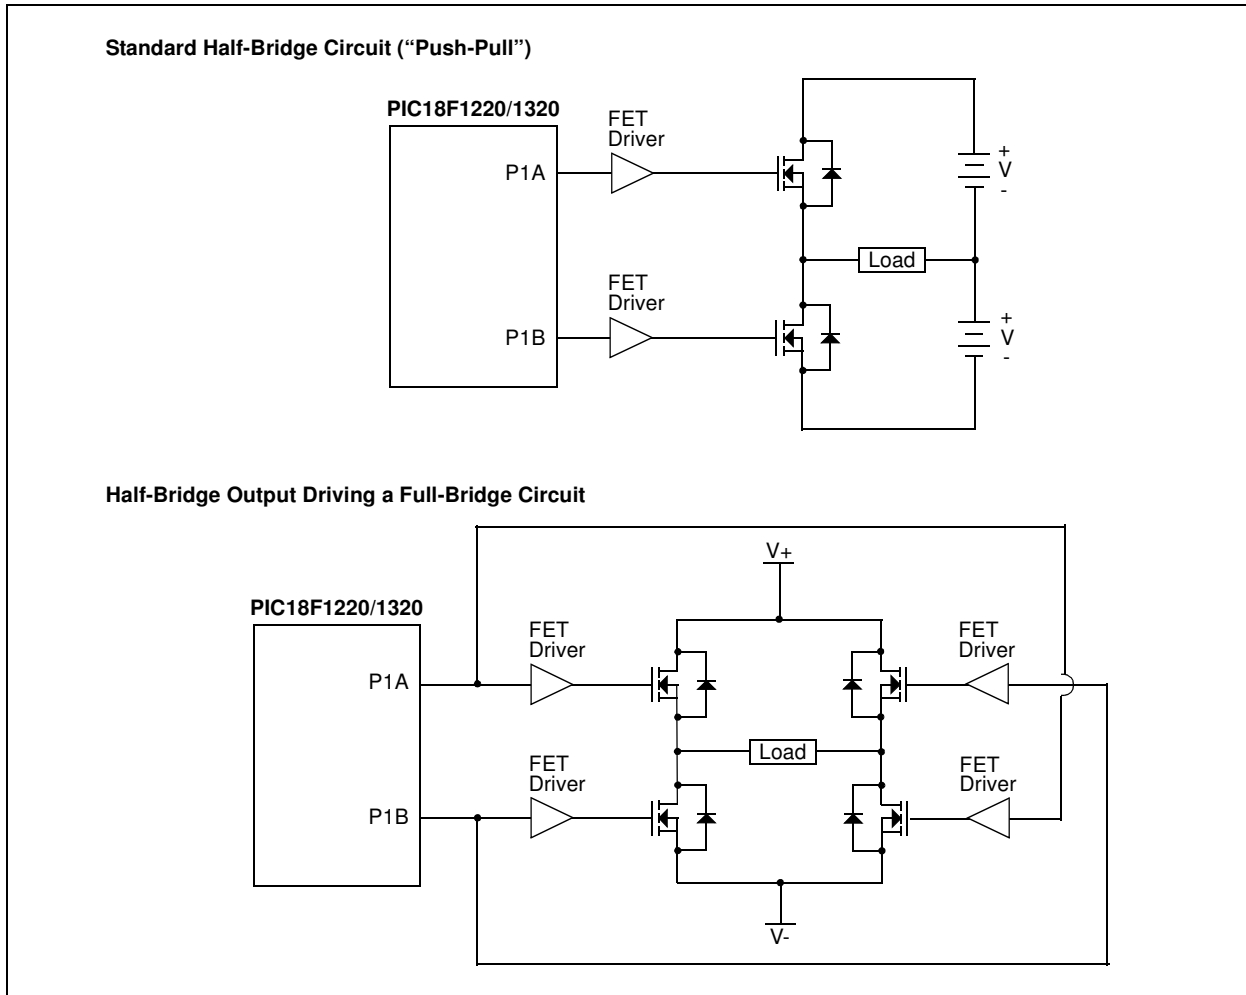 Standard Half-Bridge Circuit (“Push-Pull”)
PIC18F1220/1320
FET
Driver
P1A
+
V
-
Load
FET
Driver
P1B
+
V
-
Half-Bridge Output Driving a Full-Bridge Circuit
V+
PIC18F1220/1320
FET
Driver
FET
Driver
P1A
Load
FET
Driver
FET
Driver
P1B
V-